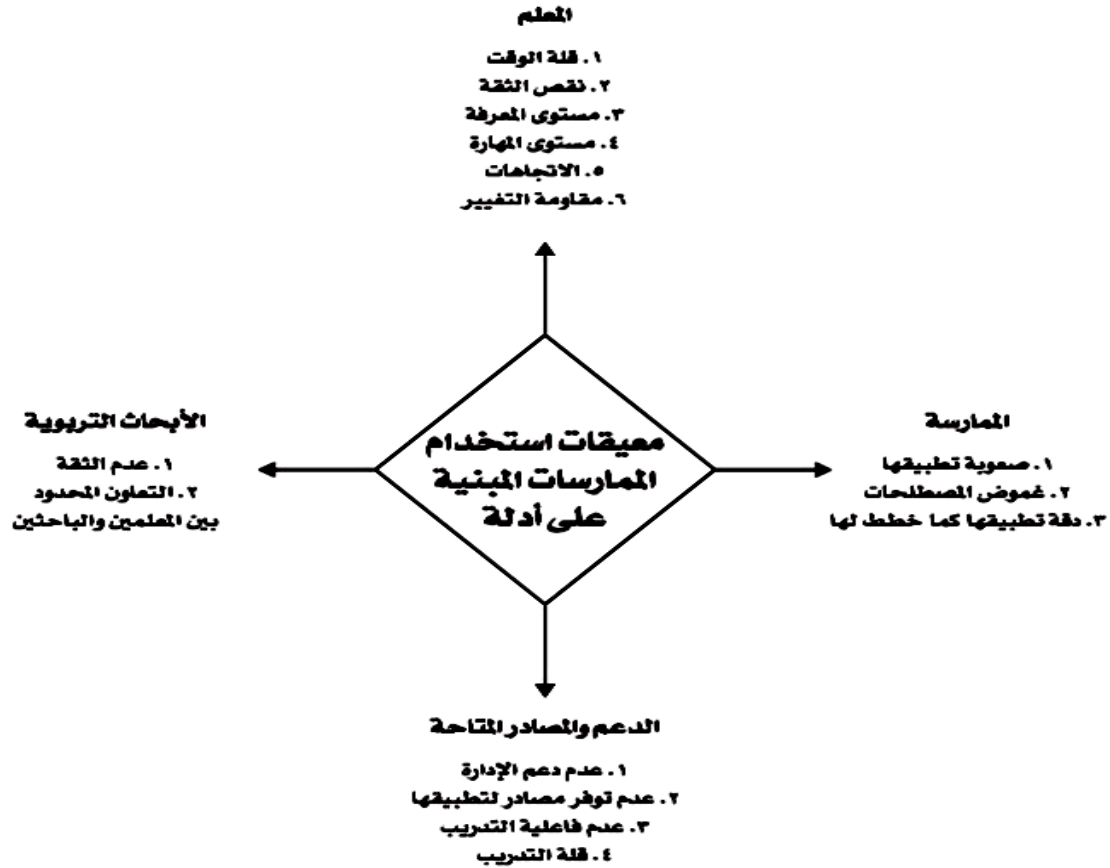 المعلم
١. قلة الوقت
٢. نقص الثقة
٣. مستوى المعرفة
٤. مستوى المهارة
٥. الاتجاهات
٦. مقاومة التغيير
معيقات استخدام
الممارسات المبنية
على أدلة
الممارسة
١. صعوبة تطبيقها
٢. غموض المصطلحات
٣. دقة تطبيقها كما خطط لها
الأبحاث التربوية
١. عدم الثقة
٢. التعاون المحدود
بين المعلمين والباحثين
الدعم والمصادر المتاحة
١. عدم دعم الإدارة
٢. عدم توفر مصادر لتطبيقها
٣. عدم فاعلية التدريب
٤. قلة التدريب